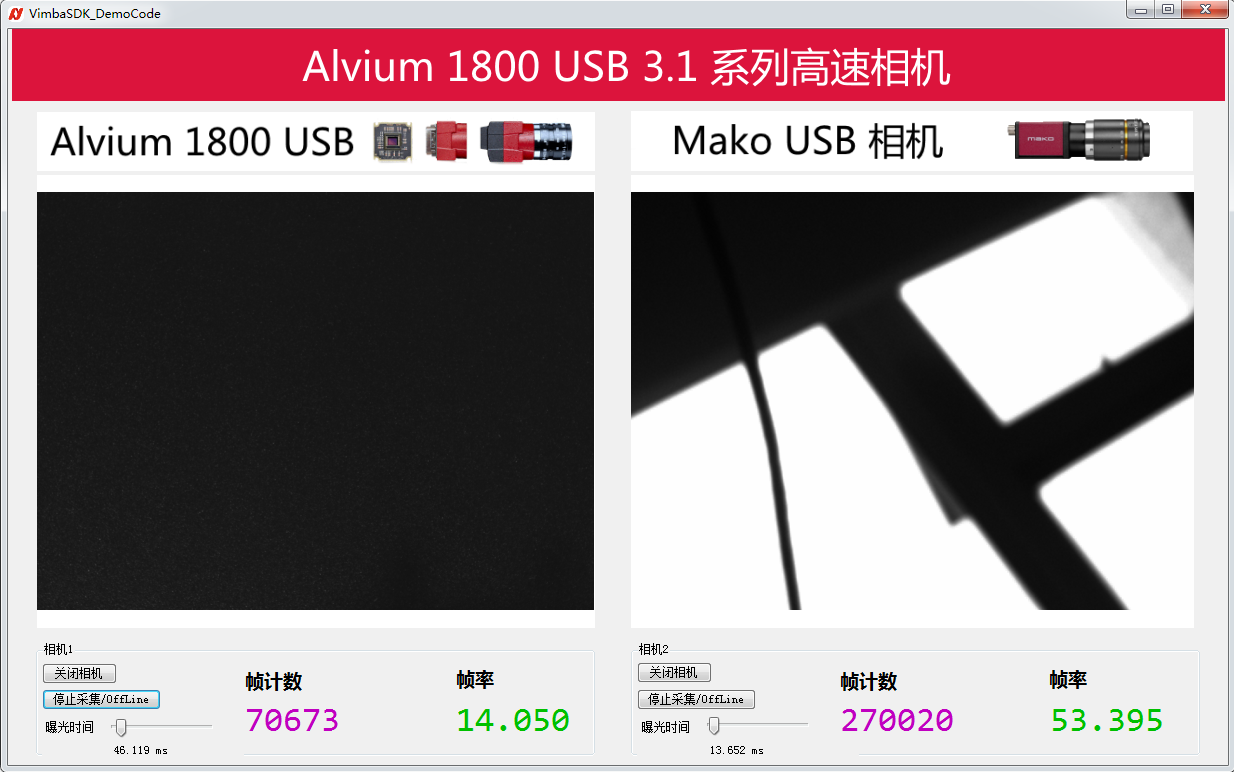 VimbaSDK_DemoCode
Alvium 1800 USB 3.1 系列高速相机
Alvium 1800 USB
Mako USB 相机
MAKO
相机1
关闭相机
停止采集/OffLine
曝光时间
46.119 ms
帧计数
70673
帧率
14.050
相机2
关闭相机
停止采集/OffLine
曝光时间
13.652 ms
帧计数
270020
帧率
53.395